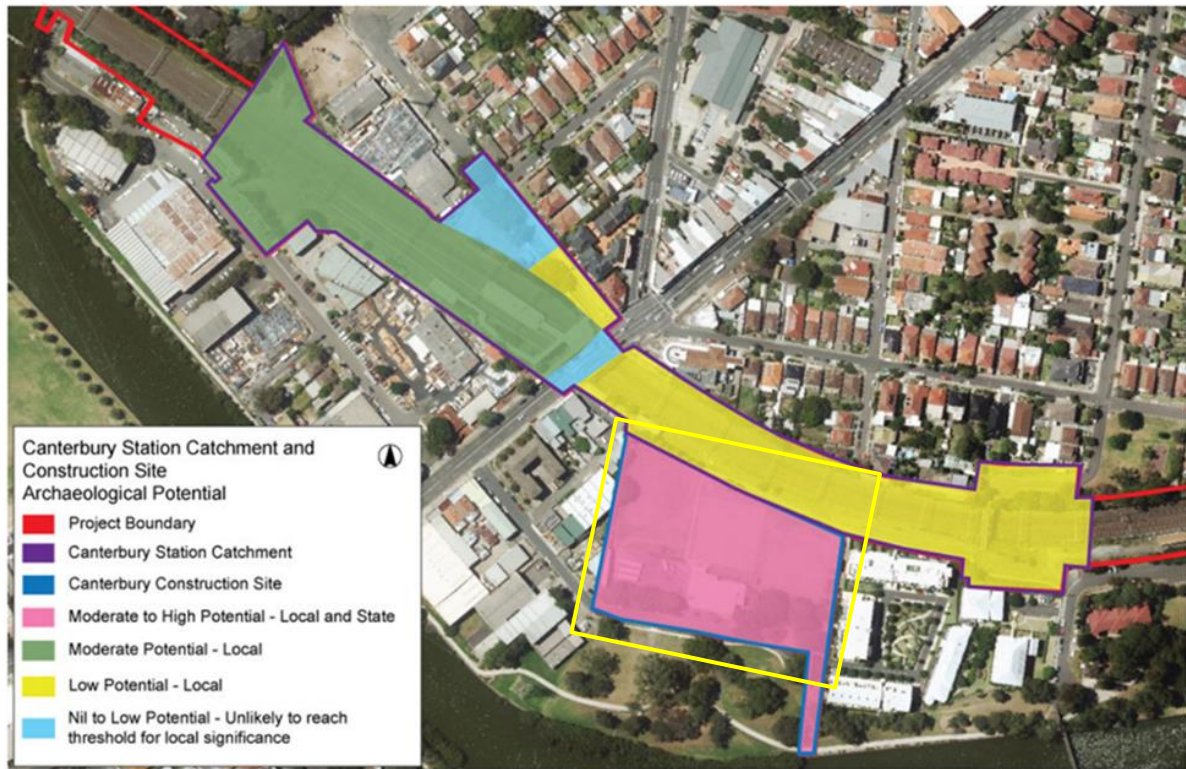 Canterbury Station Catchment and
Construction Site
Archaeological Potential
Project Boundary
Canterbury Station Catchment
Canterbury Construction Site
Moderate to High Potential - Local and State
Moderate Potential - Local
Low Potential - Local
Nil to Low Potential - Unlikely to reach
threshold for local significance